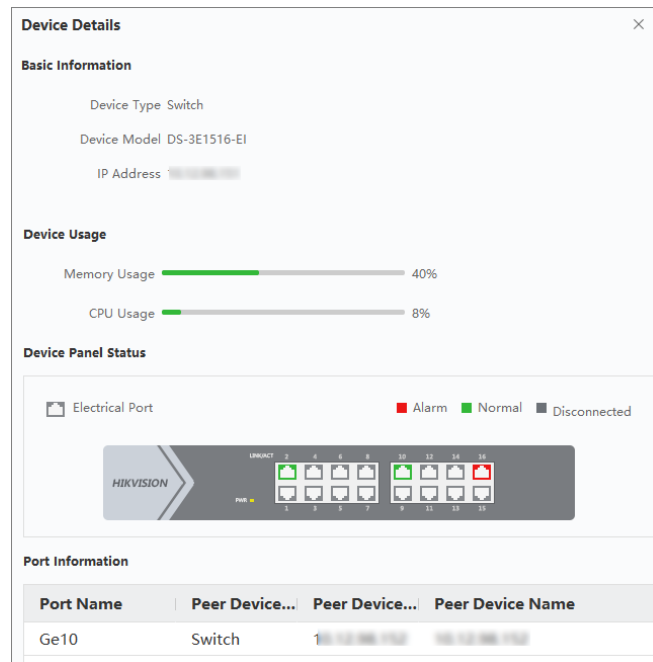 Device Details
Basic Information
Device Type Switch
Device Model DS-3E1516-EI
IP Address
Device Usage
Memory Usage 40%
CPU Usage 8%
Device Panel Status
Electrical Port Alarm Normal Disconnected
LINK/ACT 2 4 6 8 10 12 14 16
HIKVISION
PWR
1 3 5 7 9 11 13 15
Port Information
Port Name Peer Device... Peer Device... Peer Device Name
Ge10 Switch